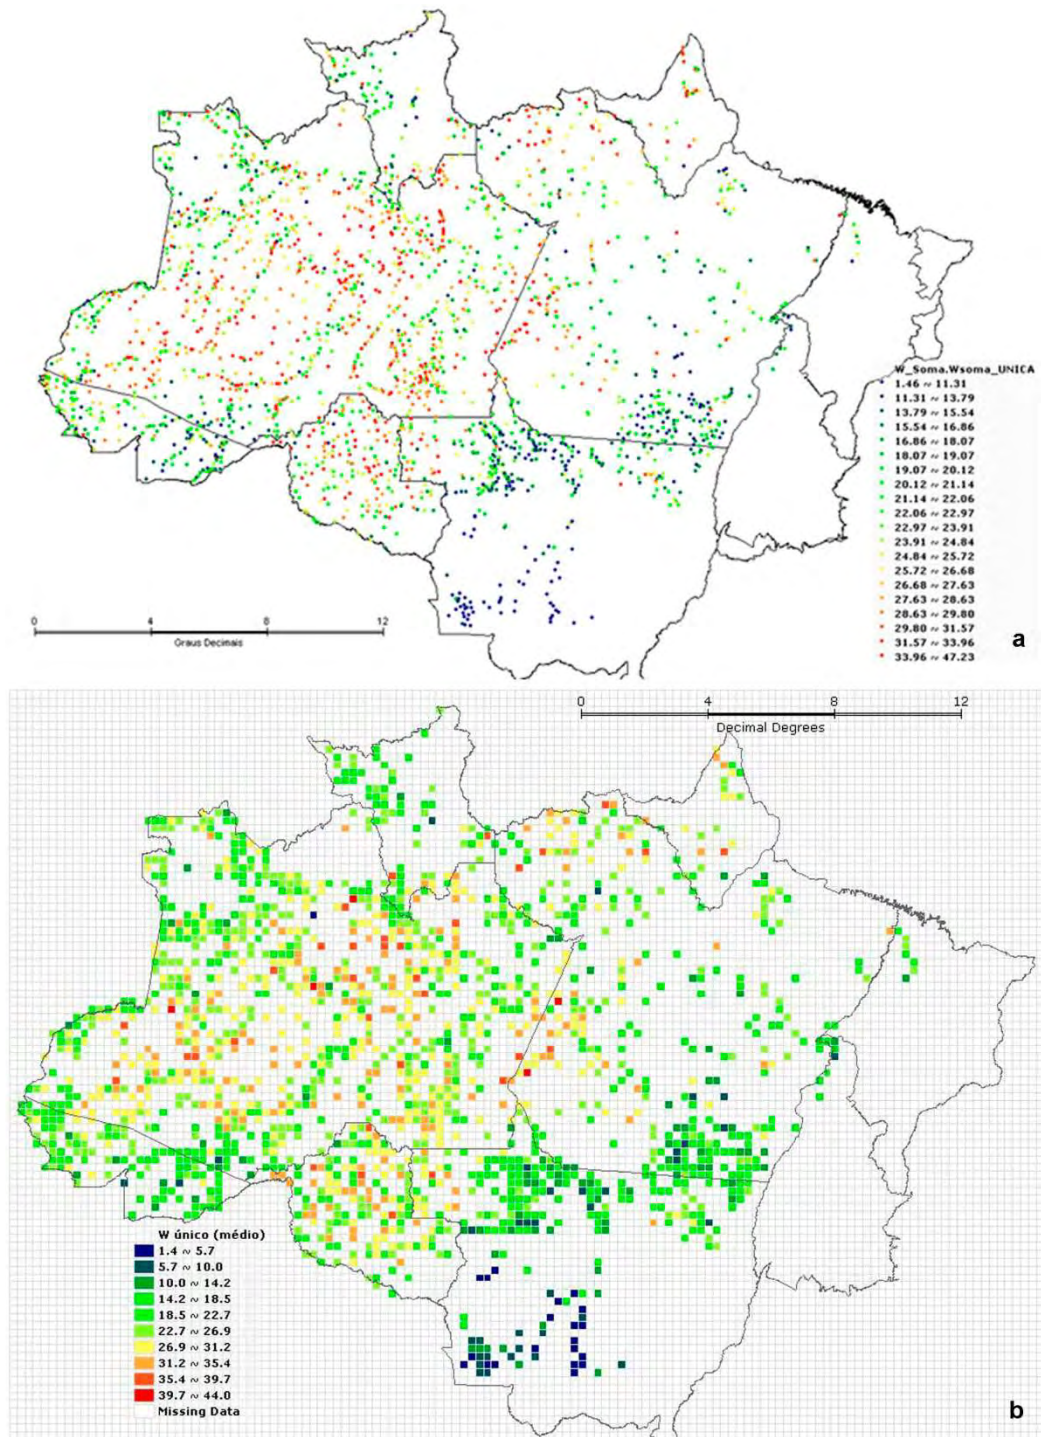 W_Soma.Wsoma_UNICA
1.46 ~ 11.31
11.31 ~ 13.79
13.79 ~ 15.54
15.54 ~ 16.86
16.86 ~ 18.07
18.07 ~ 19.07
19.07 ~ 20.12
20.12 ~ 21.14
21.14 ~ 22.06
22.06 ~ 22.97
22.97 ~ 23.91
23.91 ~ 24.84
24.84 ~ 25.72
25.72 ~ 26.68
26.68 ~ 27.63
27.63 ~ 28.63
28.63 ~ 29.80
29.80 ~ 31.57
31.57 ~ 33.96
33.96 ~ 47.23
0 4 8 12
Graus Decimais
a
0 4 8 12
Decimal Degrees
W único (médio)
1.4 ~ 5.7
5.7 ~ 10.0
10.0 ~ 14.2
14.2 ~ 18.5
18.5 ~ 22.7
22.7 ~ 26.9
26.9 ~ 31.2
31.2 ~ 35.4
35.4 ~ 39.7
39.7 ~ 44.0
Missing Data
b